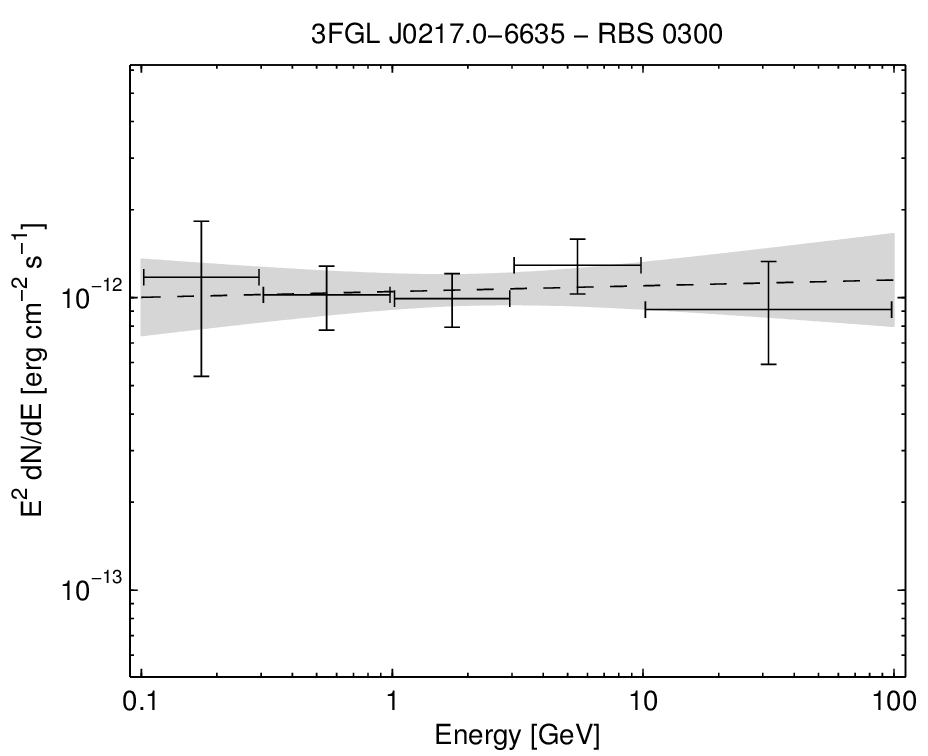 3FGL J0217.0−6635 − RBS 0300
E² dN/dE [erg cm⁻² s⁻¹]
10⁻¹²
10⁻¹³
0.1 1 10 100
Energy [GeV]